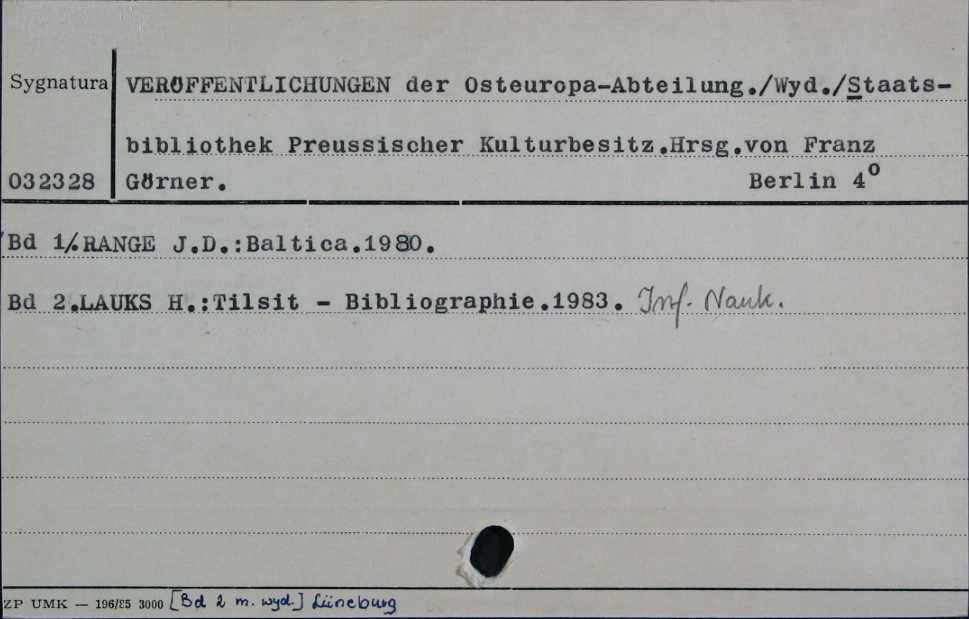 Sygnatura VERÖFFENTLICHUNGEN der Osteuropa-Abteilung./Wyd./Staats-
bibliothek Preussischer Kulturbesitz.Hrsg.von Franz
032328 Görner. Berlin 4º
Bd 1/.RANGE J.D.:Baltica.1980.
Bd 2.LAUKS H.:Tilsit - Bibliographie.1983. Inf. Nauk.
ZP UMK — 196/85 3000 [Bd 2 m. wyd.] Lüneburg